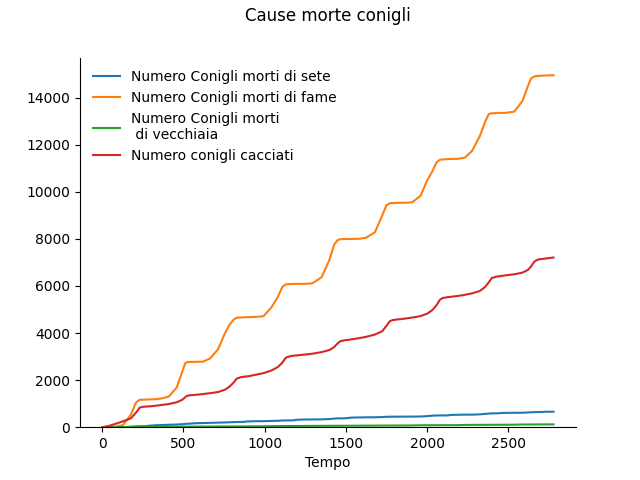 Cause morte conigli
Numero Conigli morti di sete
Numero Conigli morti di fame
Numero Conigli morti
di vecchiaia
Numero conigli cacciati
14000
12000
10000
8000
6000
4000
2000
0
0 500 1000 1500 2000 2500
Tempo